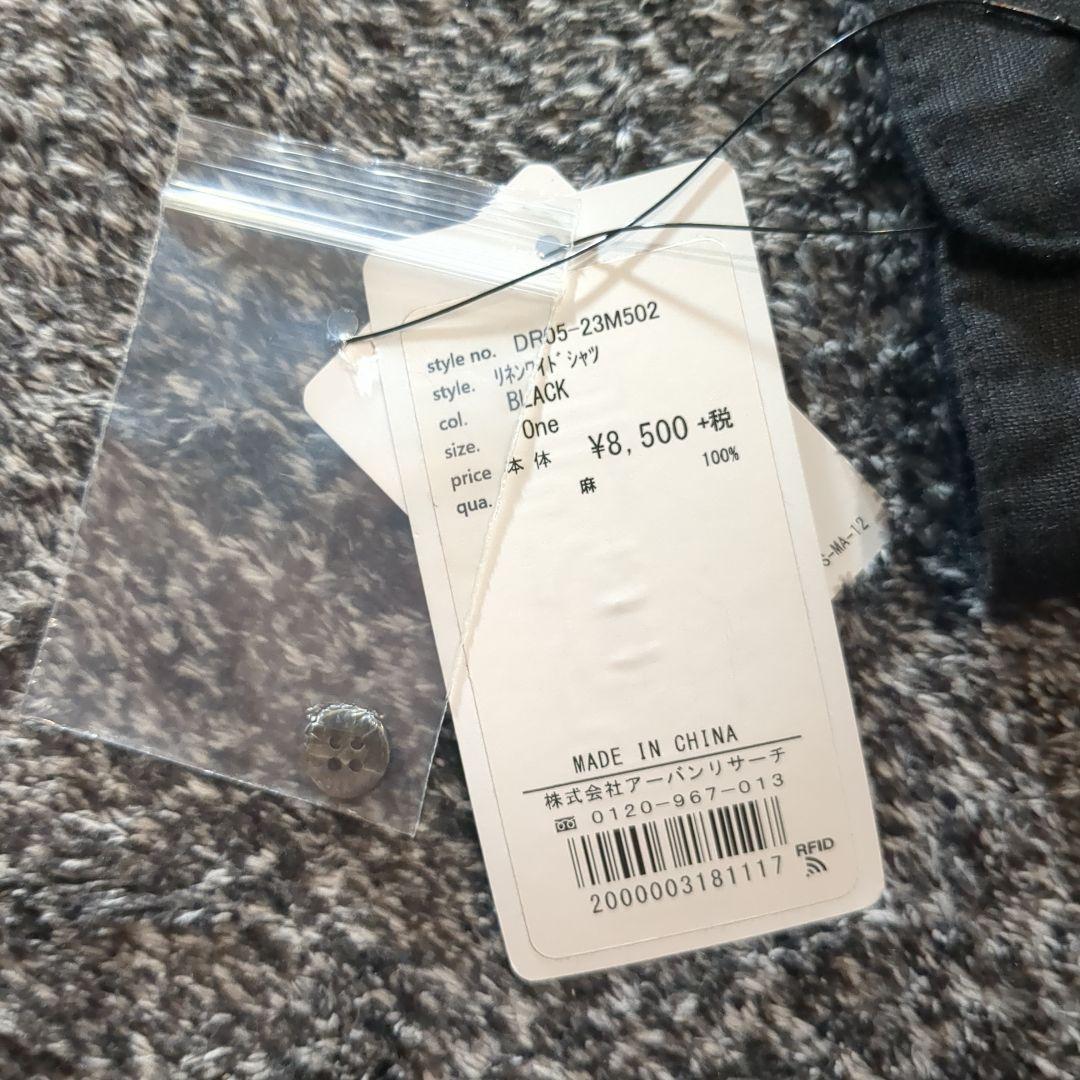 style no. DR05-23M502
style. リネンワイドシャツ
col. BLACK
size. One
price 本体 ¥8,500 +税
qua. 麻 100%
S-MA-12
MADE IN CHINA
株式会社アーバンリサーチ
0120-967-013
RFID
2000003181117